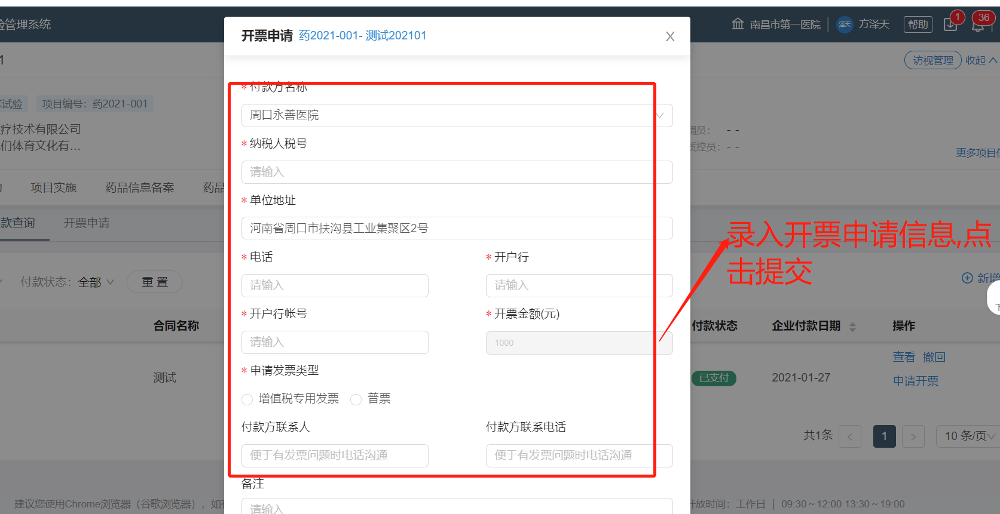 验管理系统
南昌市第一医院
泽天
方泽天
帮助
1
36
开票申请 药2021-001- 测试202101
X
1
访视管理
收起
试验
项目编号：药2021-001
疗技术有限公司
们体育文化有...
员： - -
质控员：- -
更多项目信
项目实施
药品信息备案
药品
款查询
开票申请
* 付款方名称
周口永善医院
* 纳税人税号
请输入
* 单位地址
河南省周口市扶沟县工业集聚区2号
* 电话
* 开户行
请输入
请输入
* 开户行帐号
* 开票金额(元)
请输入
1000
* 申请发票类型
增值税专用发票
普票
付款方联系人
付款方联系电话
便于有发票问题时电话沟通
便于有发票问题时电话沟通
备注
请输入
录入开票申请信息,点
击提交
付款状态：全部
重 置
新增
下
合同名称
付款状态
企业付款日期
操作
测试
已支付
2021-01-27
查看 撤回
申请开票
共1条
<
1
>
10 条/页
建议您使用Chrome浏览器（谷歌浏览器），如有
开放时间：工作日 | 09:30～12:00 13:30～19:00